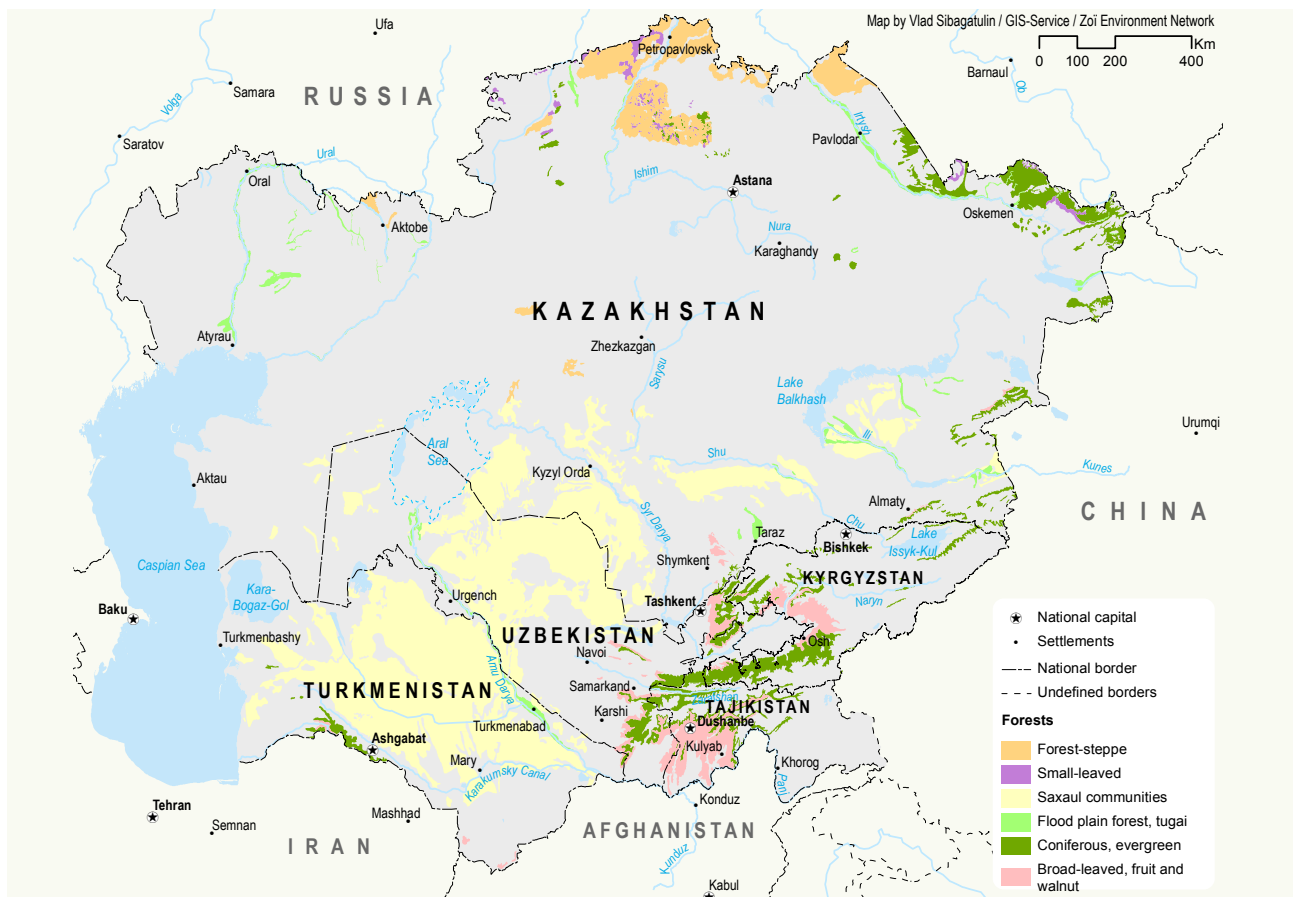 Map by Vlad Sibagatulin / GIS-Service / Zoï Environment Network
Km
0 100 200 400
Ufa
Petropavlovsk
Barnaul
Ob
Samara
RUSSIA
Volga
Saratov
Irtysh
Pavlodar
Ural
Oral
Ishim
Astana
Oskemen
Aktobe
Nura
Karaghandy
KAZAKHSTAN
Atyrau
Zhezkazgan
Sarysu
Lake
Balkhash
Aral
Sea
Ili
Urumqi
Kyzyl Orda
Shu
Kunes
Aktau
Syr Darya
Almaty
CHINA
Taraz
Chu
Lake
Issyk-Kul
Bishkek
Caspian Sea
Shymkent
KYRGYZSTAN
Kara-
Bogaz-Gol
Urgench
Naryn
Baku
Tashkent
Turkmenbashy
UZBEKISTAN
Osh
Navoi
Amu Darya
Samarkand
TURKMENISTAN
Zeravshan
TAJIKISTAN
Karshi
Turkmenabad
Dushanbe
Ashgabat
Kulyab
Mary
Khorog
Karakumsky Canal
Panj
Tehran
Mashhad
Konduz
Semnan
AFGHANISTAN
IRAN
Kunduz
Kabul
National capital
Settlements
National border
Undefined borders
Forests
Forest-steppe
Small-leaved
Saxaul communities
Flood plain forest, tugai
Coniferous, evergreen
Broad-leaved, fruit and
walnut